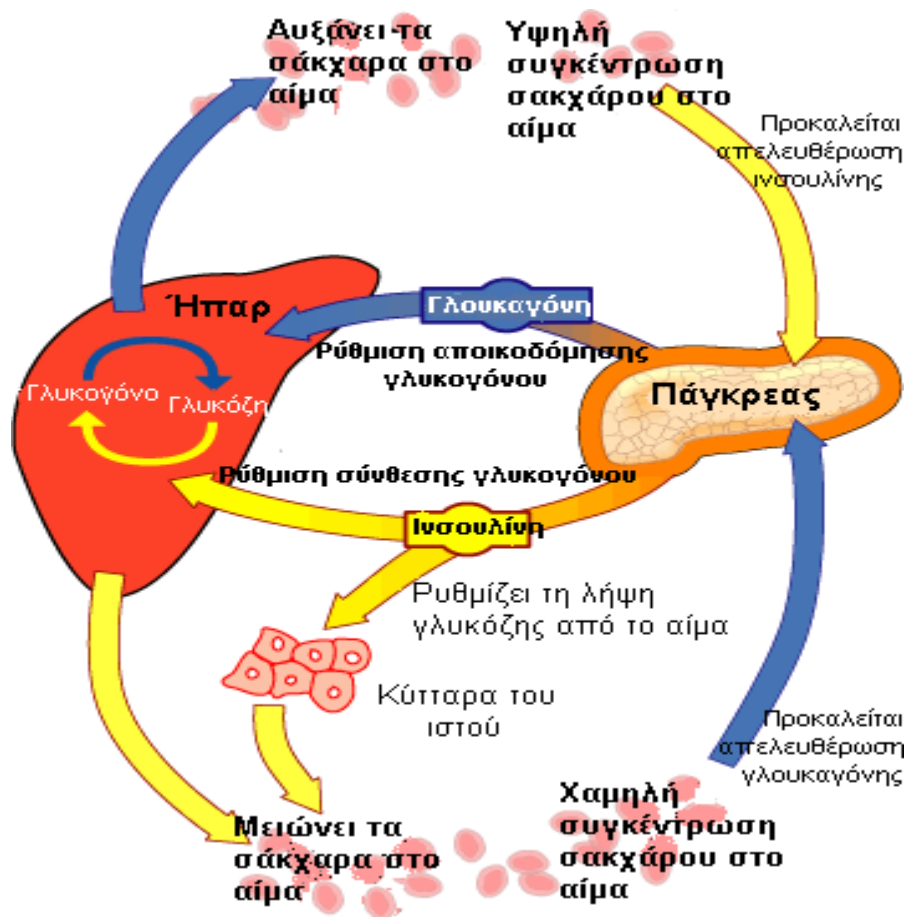 Αυξάνει τα
σάκχαρα στο
αίμα
Υψηλή
συγκέντρωση
σακχάρου στο
αίμα
Προκαλείται
απελευθέρωση
ινσουλίνης
Ήπαρ
Γλουκαγόνη
Ρύθμιση αποικοδόμησης
γλυκογόνου
Γλυκογόνο
Γλυκόζη
Πάγκρεας
Ρύθμιση σύνθεσης γλυκογόνου
Ινσουλίνη
Ρυθμίζει τη λήψη
γλυκόζης από το αίμα
Κύτταρα του
ιστού
Προκαλείται
απελευθέρωση
γλουκαγόνης
Μειώνει τα
σάκχαρα στο
αίμα
Χαμηλή
συγκέντρωση
σακχάρου στο
αίμα